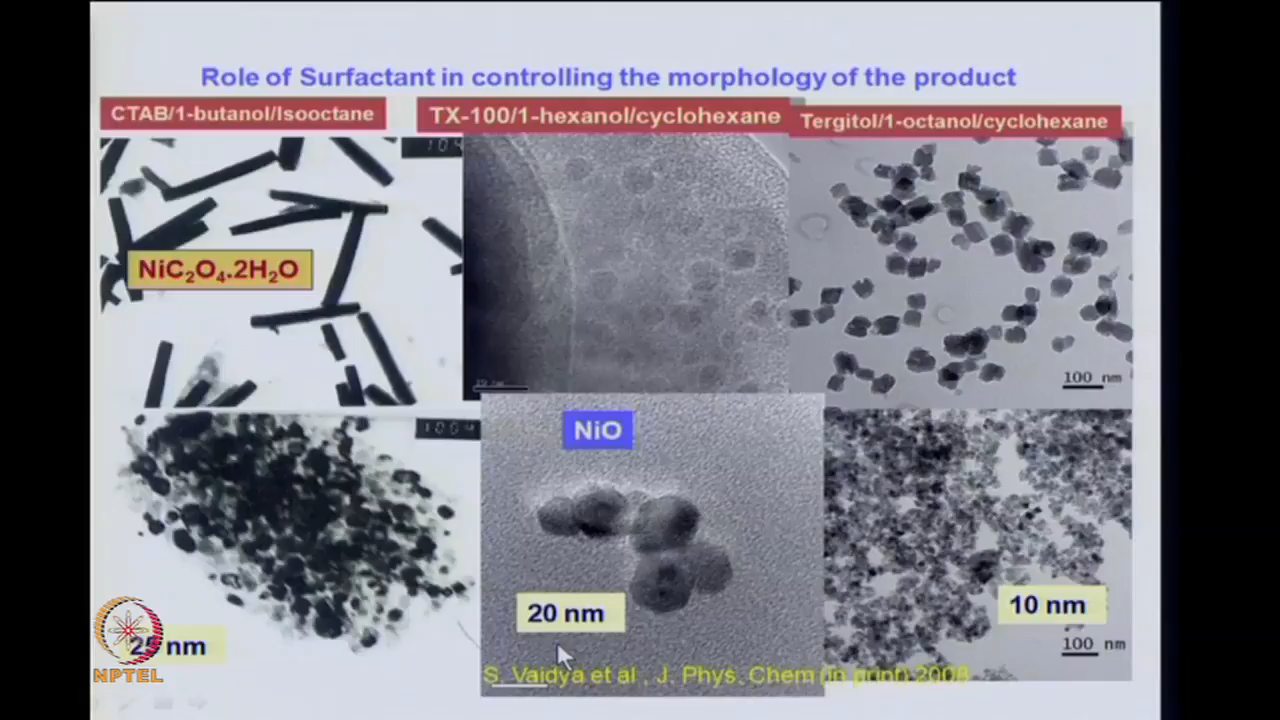 Role of Surfactant in controlling the morphology of the product
CTAB/1-butanol/Isooctane
TX-100/1-hexanol/cyclohexane
Tergitol/1-octanol/cyclohexane
104
NiC₂O₄.2H₂O
100 nm
1004
NiO
20 nm
10 nm
25 nm
100 nm
S. Vaidya et al , J. Phys. Chem (in print) 2008
NPTEL